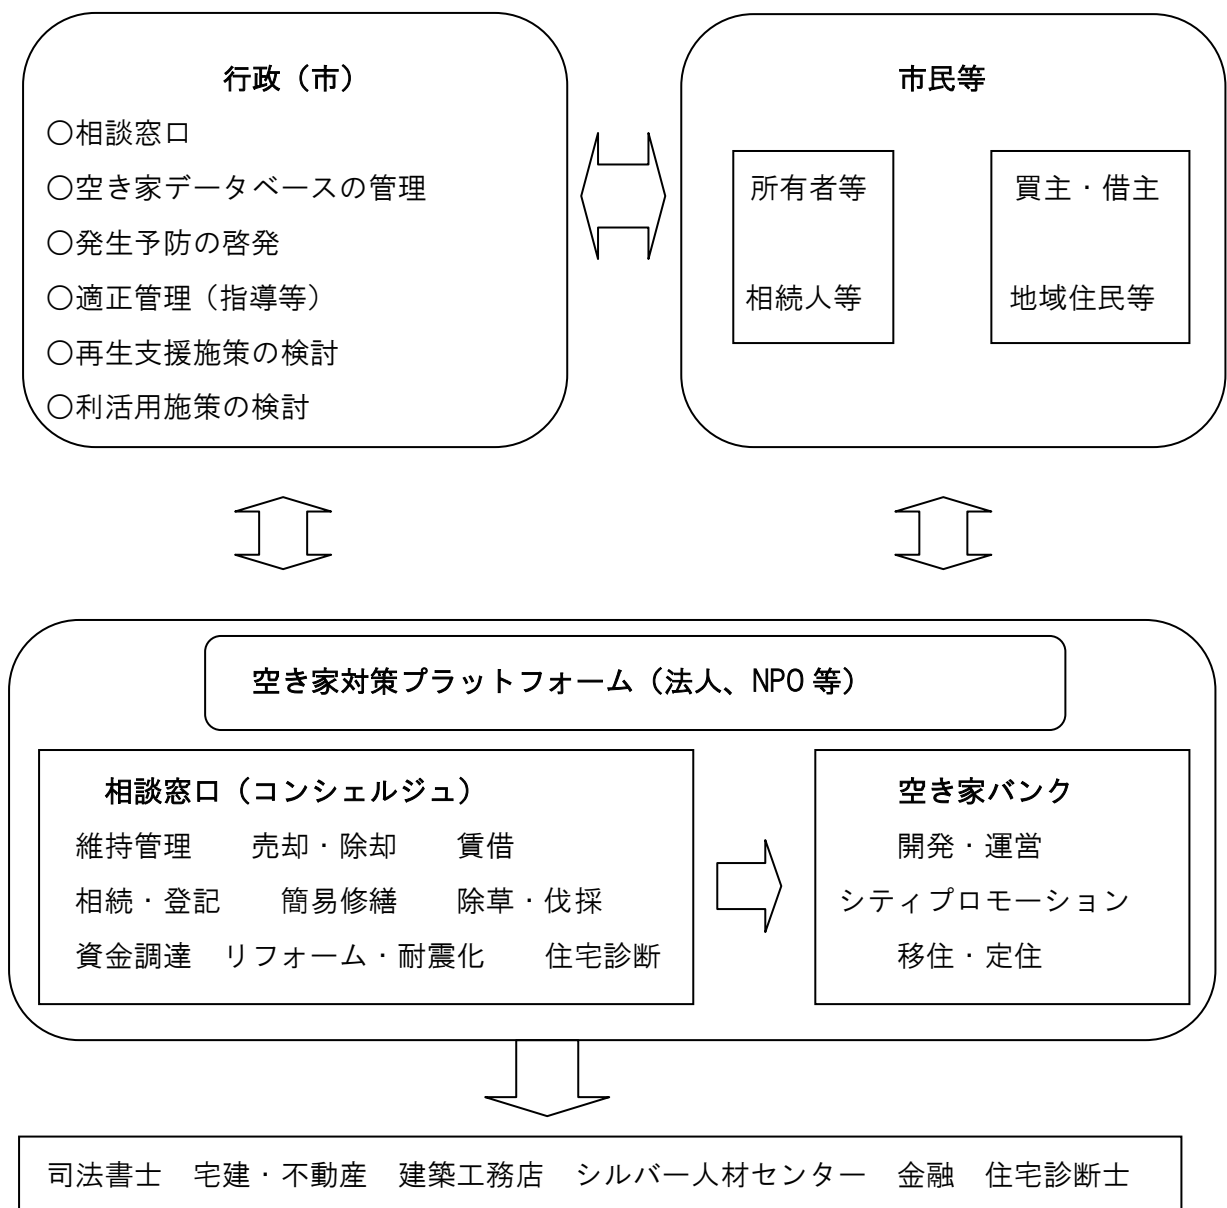 行政（市）
〇相談窓口
〇空き家データベースの管理
〇発生予防の啓発
〇適正管理（指導等）
〇再生支援施策の検討
〇利活用施策の検討
市民等
所有者等
相続人等
買主・借主
地域住民等
空き家対策プラットフォーム（法人、NPO 等）
相談窓口（コンシェルジュ）
維持管理　売却・除却　賃借
相続・登記　簡易修繕　除草・伐採
資金調達　リフォーム・耐震化　住宅診断
空き家バンク
開発・運営
シティプロモーション
移住・定住
司法書士　宅建・不動産　建築工務店　シルバー人材センター　金融　住宅診断士